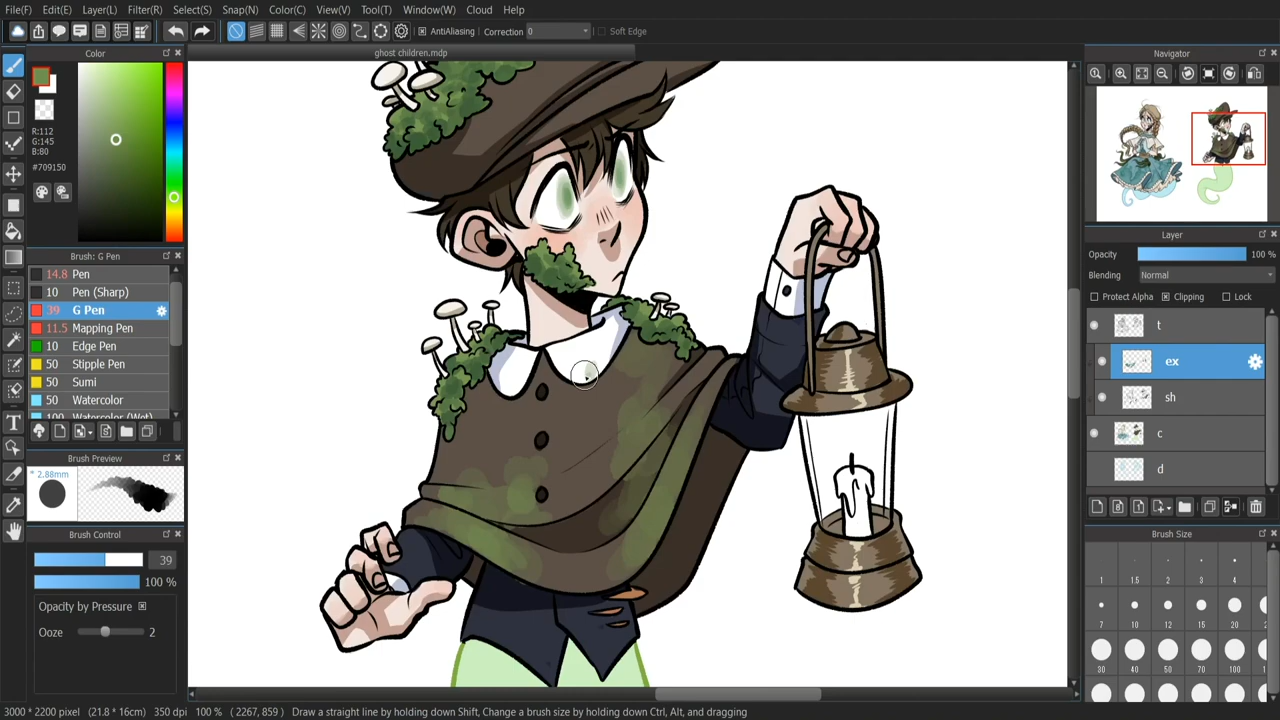 File(F) Edit(E) Layer(L) Filter(R) Select(S) Snap(N) Color(C) View(V) Tool(T) Window(W) Cloud Help
AntiAliasing Correction 0 Soft Edge
Color
ghost children.mdp
Navigator
R:112
G:145
B:80
#709150
Layer
Brush: G Pen
Opacity 100 %
14.8 Pen
Blending Normal
10 Pen (Sharp)
Protect Alpha Clipping Lock
39 G Pen
t
11.5 Mapping Pen
10 Edge Pen
ex
50 Stipple Pen
50 Sumi
sh
50 Watercolor
100 Watercolor (Wet)
c
Brush Preview
d
* 2.88mm
Brush Control
Brush Size
39
1 1.5 2 3 4
100 %
Opacity by Pressure
7 10 12 15 20
Ooze 2
30 40 50 70 100
3000 * 2200 pixel (21.8 * 16cm) 350 dpi 100 % ( 2267, 859 ) Draw a straight line by holding down Shift, Change a brush size by holding down Ctrl, Alt, and dragging